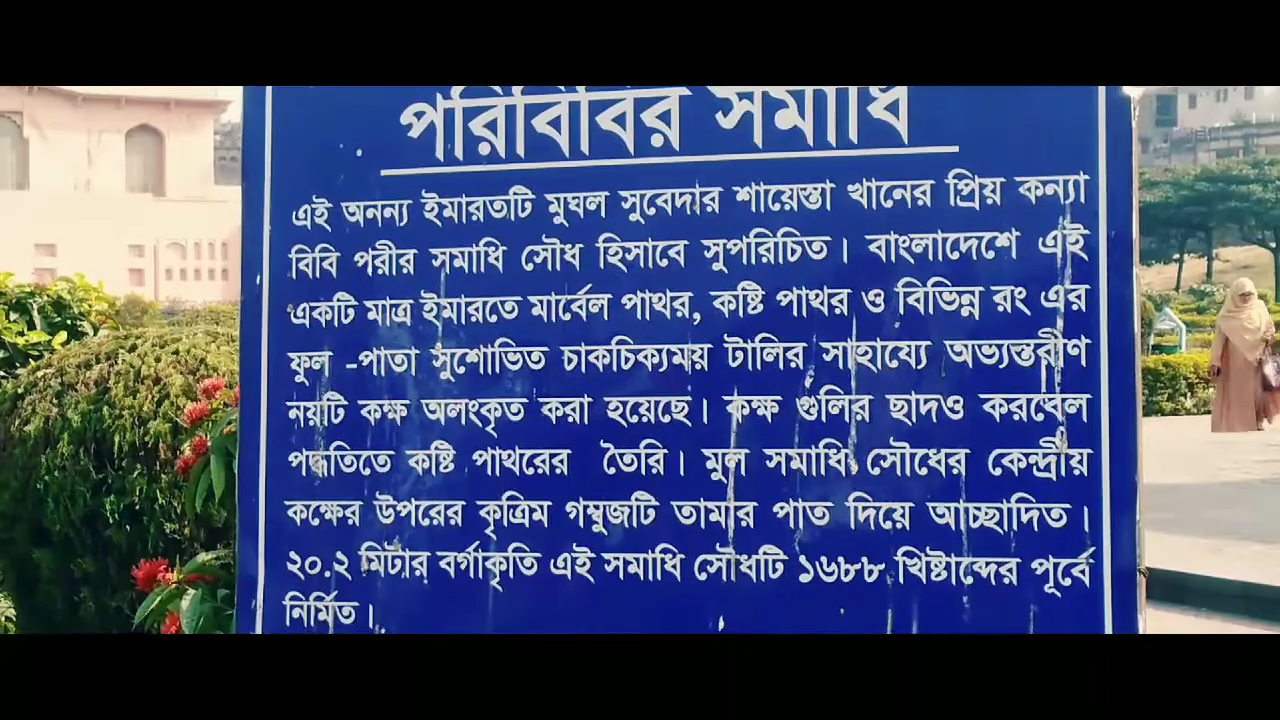 পরিবিবির সমাধি
এই অনন্য ইমারতটি মুঘল সুবেদার শায়েস্তা খানের প্রিয় কন্যা
বিবি পরীর সমাধি সৌধ হিসাবে সুপরিচিত। বাংলাদেশে এই
একটি মাত্র ইমারতে মার্বেল পাথর, কষ্টি পাথর ও বিভিন্ন রং এর
ফুল -পাতা সুশোভিত চাকচিক্যময় টালির সাহায্যে অভ্যন্তরীণ
নয়টি কক্ষ অলংকৃত করা হয়েছে। কক্ষ গুলির ছাদও করবেল
পদ্ধতিতে কষ্টি পাথরের তৈরি। মুল সমাধি সৌধের কেন্দ্রীয়
কক্ষের উপরের কৃত্রিম গম্বুজটি তামার পাত দিয়ে আচ্ছাদিত।
২০.২ মিটার বর্গাকৃতি এই সমাধি সৌধটি ১৬৮৮ খিষ্টাব্দের পূর্বে
নির্মিত।